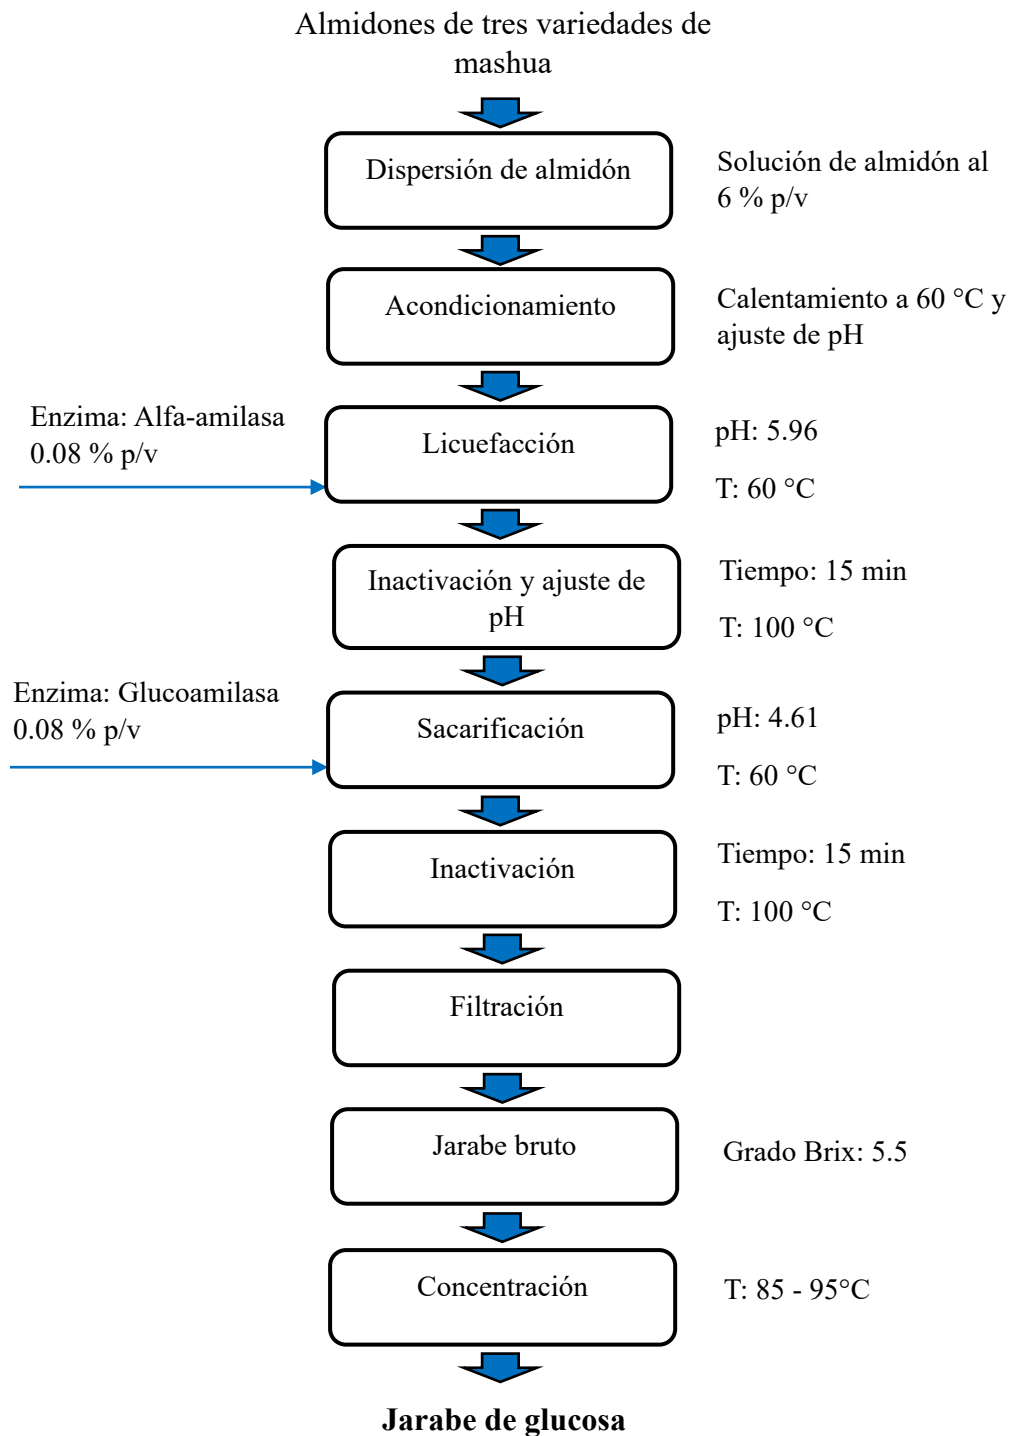 Almidones de tres variedades de
mashua
Dispersión de almidón
Solución de almidón al
6 % p/v
Acondicionamiento
Calentamiento a 60 °C y
ajuste de pH
Enzima: Alfa-amilasa
0.08 % p/v
Licuefacción
pH: 5.96
T: 60 °C
Inactivación y ajuste de
pH
Tiempo: 15 min
T: 100 °C
Enzima: Glucoamilasa
0.08 % p/v
Sacarificación
pH: 4.61
T: 60 °C
Inactivación
Tiempo: 15 min
T: 100 °C
Filtración
Jarabe bruto
Grado Brix: 5.5
Concentración
T: 85 - 95°C
Jarabe de glucosa